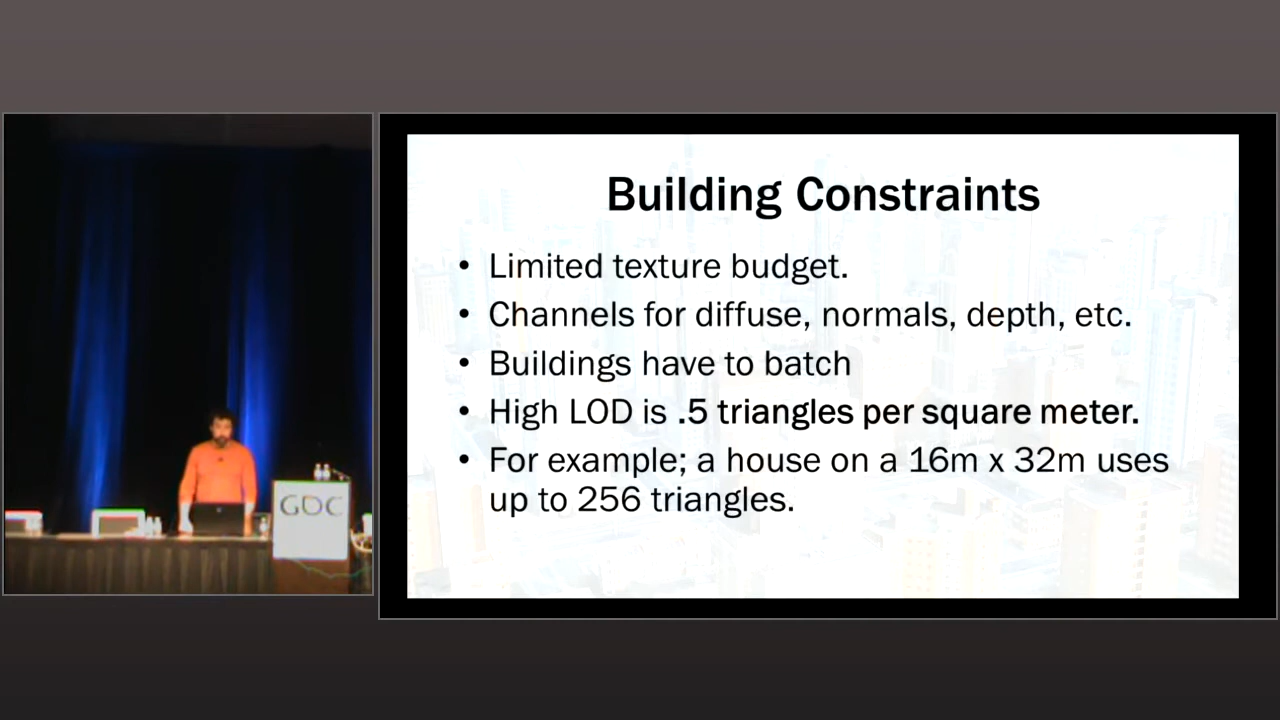 Building Constraints
• Limited texture budget.
• Channels for diffuse, normals, depth, etc.
• Buildings have to batch
• High LOD is .5 triangles per square meter.
• For example; a house on a 16m x 32m uses
up to 256 triangles.
GDC